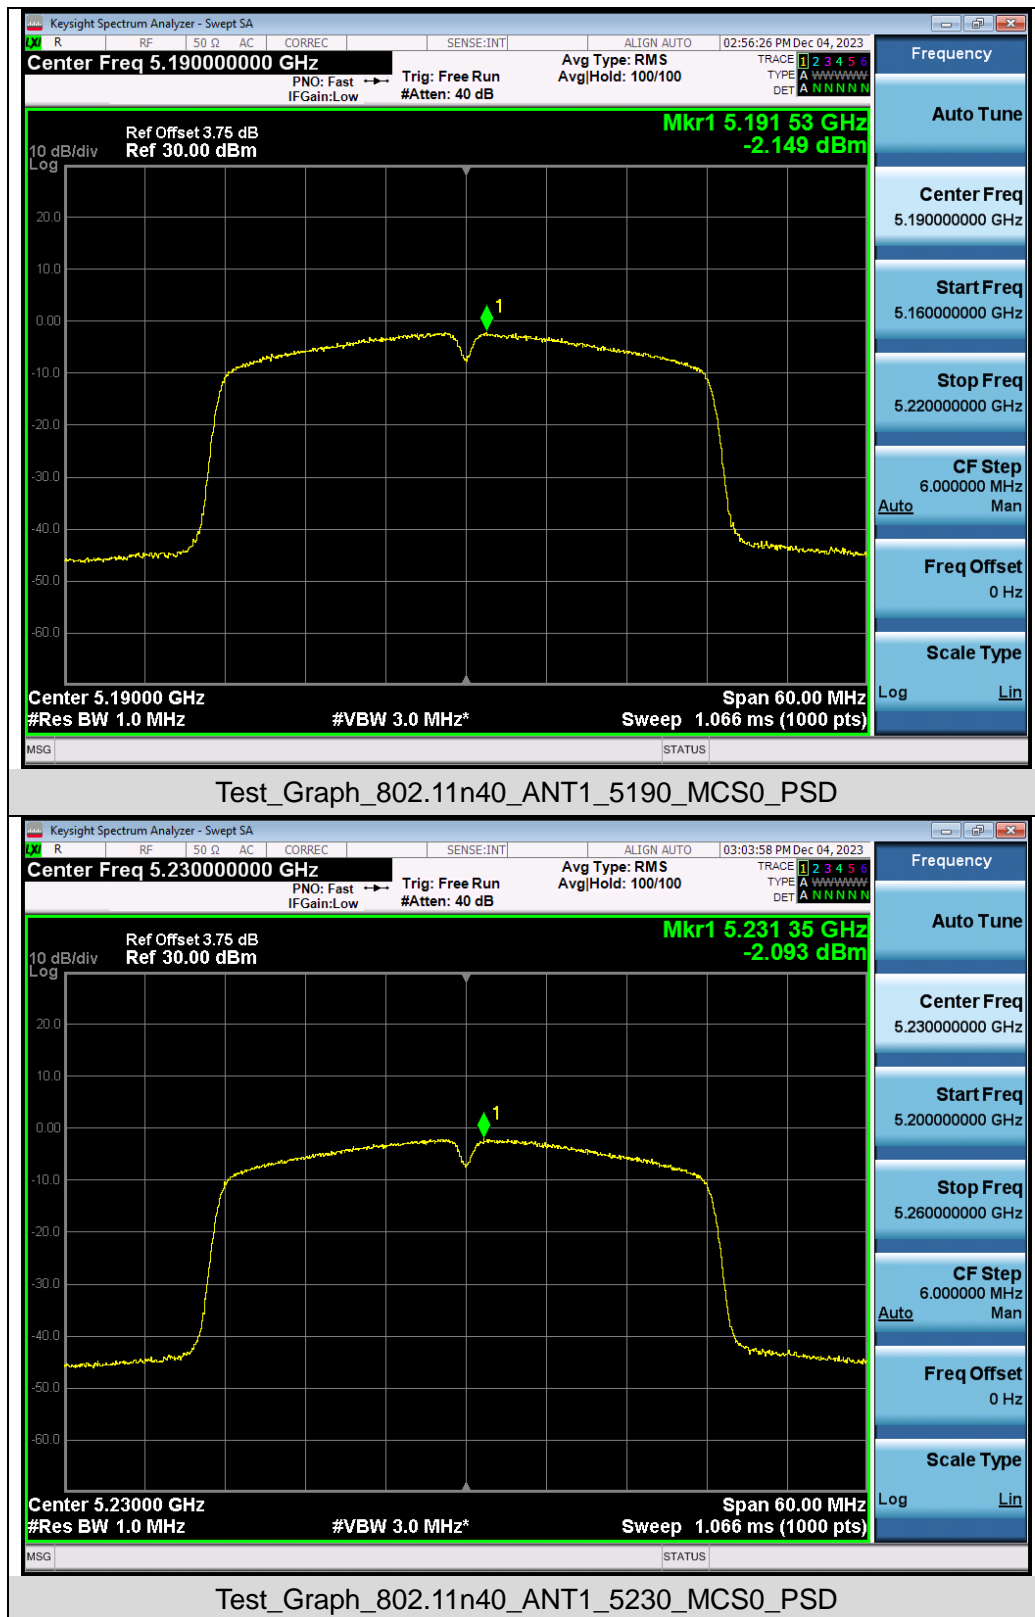 Keysight Spectrum Analyzer - Swept SA
LXI R RF 50 Ω AC CORREC SENSE:INT ALIGN AUTO 02:56:26 PM Dec 04, 2023
Center Freq 5.190000000 GHz
PNO: Fast
IFGain:Low
Trig: Free Run
#Atten: 40 dB
Avg Type: RMS
Avg|Hold: 100/100
TRACE 1 2 3 4 5 6
TYPE A WWWWW
DET A N N N N N
Mkr1 5.191 53 GHz
-2.149 dBm
Ref Offset 3.75 dB
10 dB/div Ref 30.00 dBm
Log
20.0
10.0
0.00
-10.0
-20.0
-30.0
-40.0
-50.0
-60.0
1
Center 5.19000 GHz
#Res BW 1.0 MHz
#VBW 3.0 MHz*
Span 60.00 MHz
Sweep 1.066 ms (1000 pts)
MSG
STATUS
Frequency
Auto Tune
Center Freq
5.190000000 GHz
Start Freq
5.160000000 GHz
Stop Freq
5.220000000 GHz
CF Step
6.000000 MHz
Auto Man
Freq Offset
0 Hz
Scale Type
Log Lin
Test_Graph_802.11n40_ANT1_5190_MCS0_PSD
Keysight Spectrum Analyzer - Swept SA
LXI R RF 50 Ω AC CORREC SENSE:INT ALIGN AUTO 03:03:58 PM Dec 04, 2023
Center Freq 5.230000000 GHz
PNO: Fast
IFGain:Low
Trig: Free Run
#Atten: 40 dB
Avg Type: RMS
Avg|Hold: 100/100
TRACE 1 2 3 4 5 6
TYPE A WWWWW
DET A N N N N N
Mkr1 5.231 35 GHz
-2.093 dBm
Ref Offset 3.75 dB
10 dB/div Ref 30.00 dBm
Log
20.0
10.0
0.00
-10.0
-20.0
-30.0
-40.0
-50.0
-60.0
1
Center 5.23000 GHz
#Res BW 1.0 MHz
#VBW 3.0 MHz*
Span 60.00 MHz
Sweep 1.066 ms (1000 pts)
MSG
STATUS
Frequency
Auto Tune
Center Freq
5.230000000 GHz
Start Freq
5.200000000 GHz
Stop Freq
5.260000000 GHz
CF Step
6.000000 MHz
Auto Man
Freq Offset
0 Hz
Scale Type
Log Lin
Test_Graph_802.11n40_ANT1_5230_MCS0_PSD